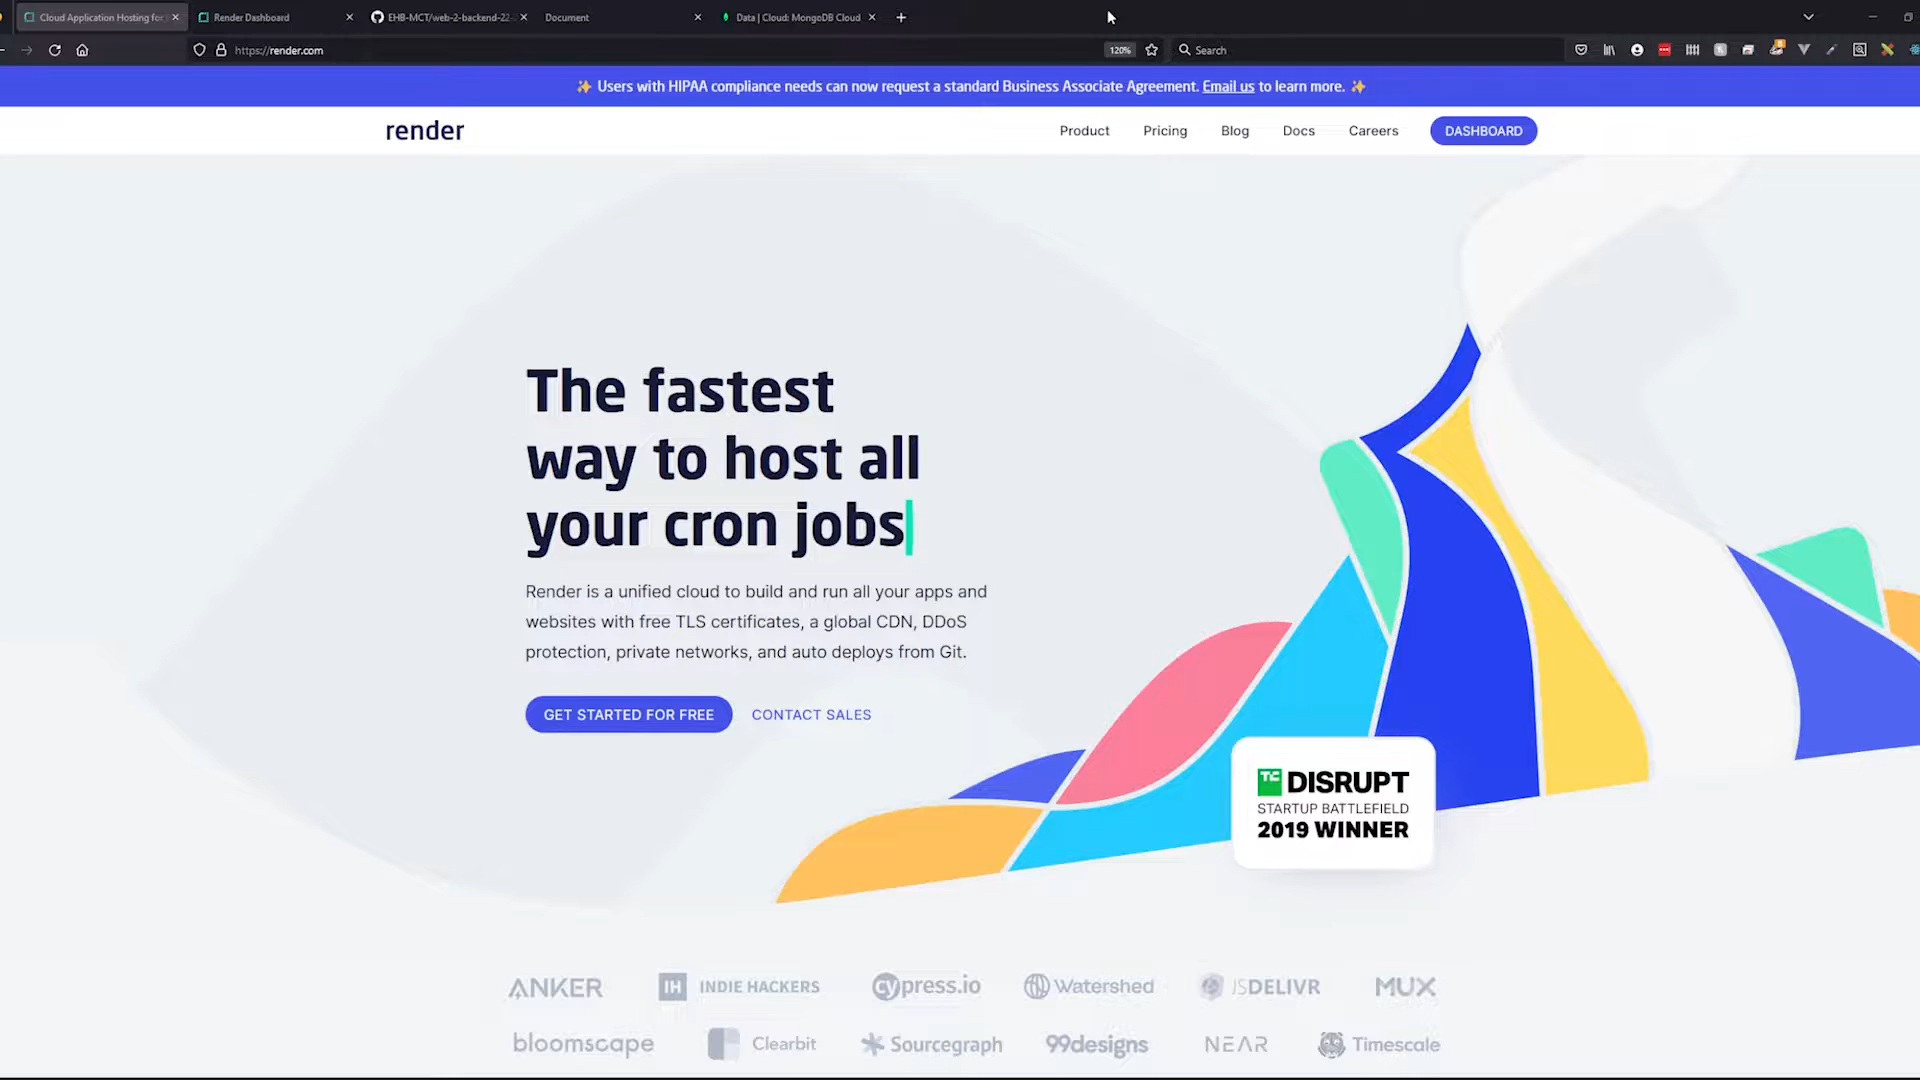 Cloud Application Hosting for
Render Dashboard
EHB-MCT/web-2-backend-22-
Document
Data | Cloud: MongoDB Cloud
https://render.com
120%
Search
✨ Users with HIPAA compliance needs can now request a standard Business Associate Agreement. Email us to learn more. ✨
render
Product
Pricing
Blog
Docs
Careers
DASHBOARD
The fastest
way to host all
your cron jobs
Render is a unified cloud to build and run all your apps and
websites with free TLS certificates, a global CDN, DDoS
protection, private networks, and auto deploys from Git.
GET STARTED FOR FREE
CONTACT SALES
TC DISRUPT
STARTUP BATTLEFIELD
2019 WINNER
ANKER
IH INDIE HACKERS
cypress.io
Watershed
JSDELIVR
MUX
bloomscape
Clearbit
Sourcegraph
99designs
NEAR
Timescale